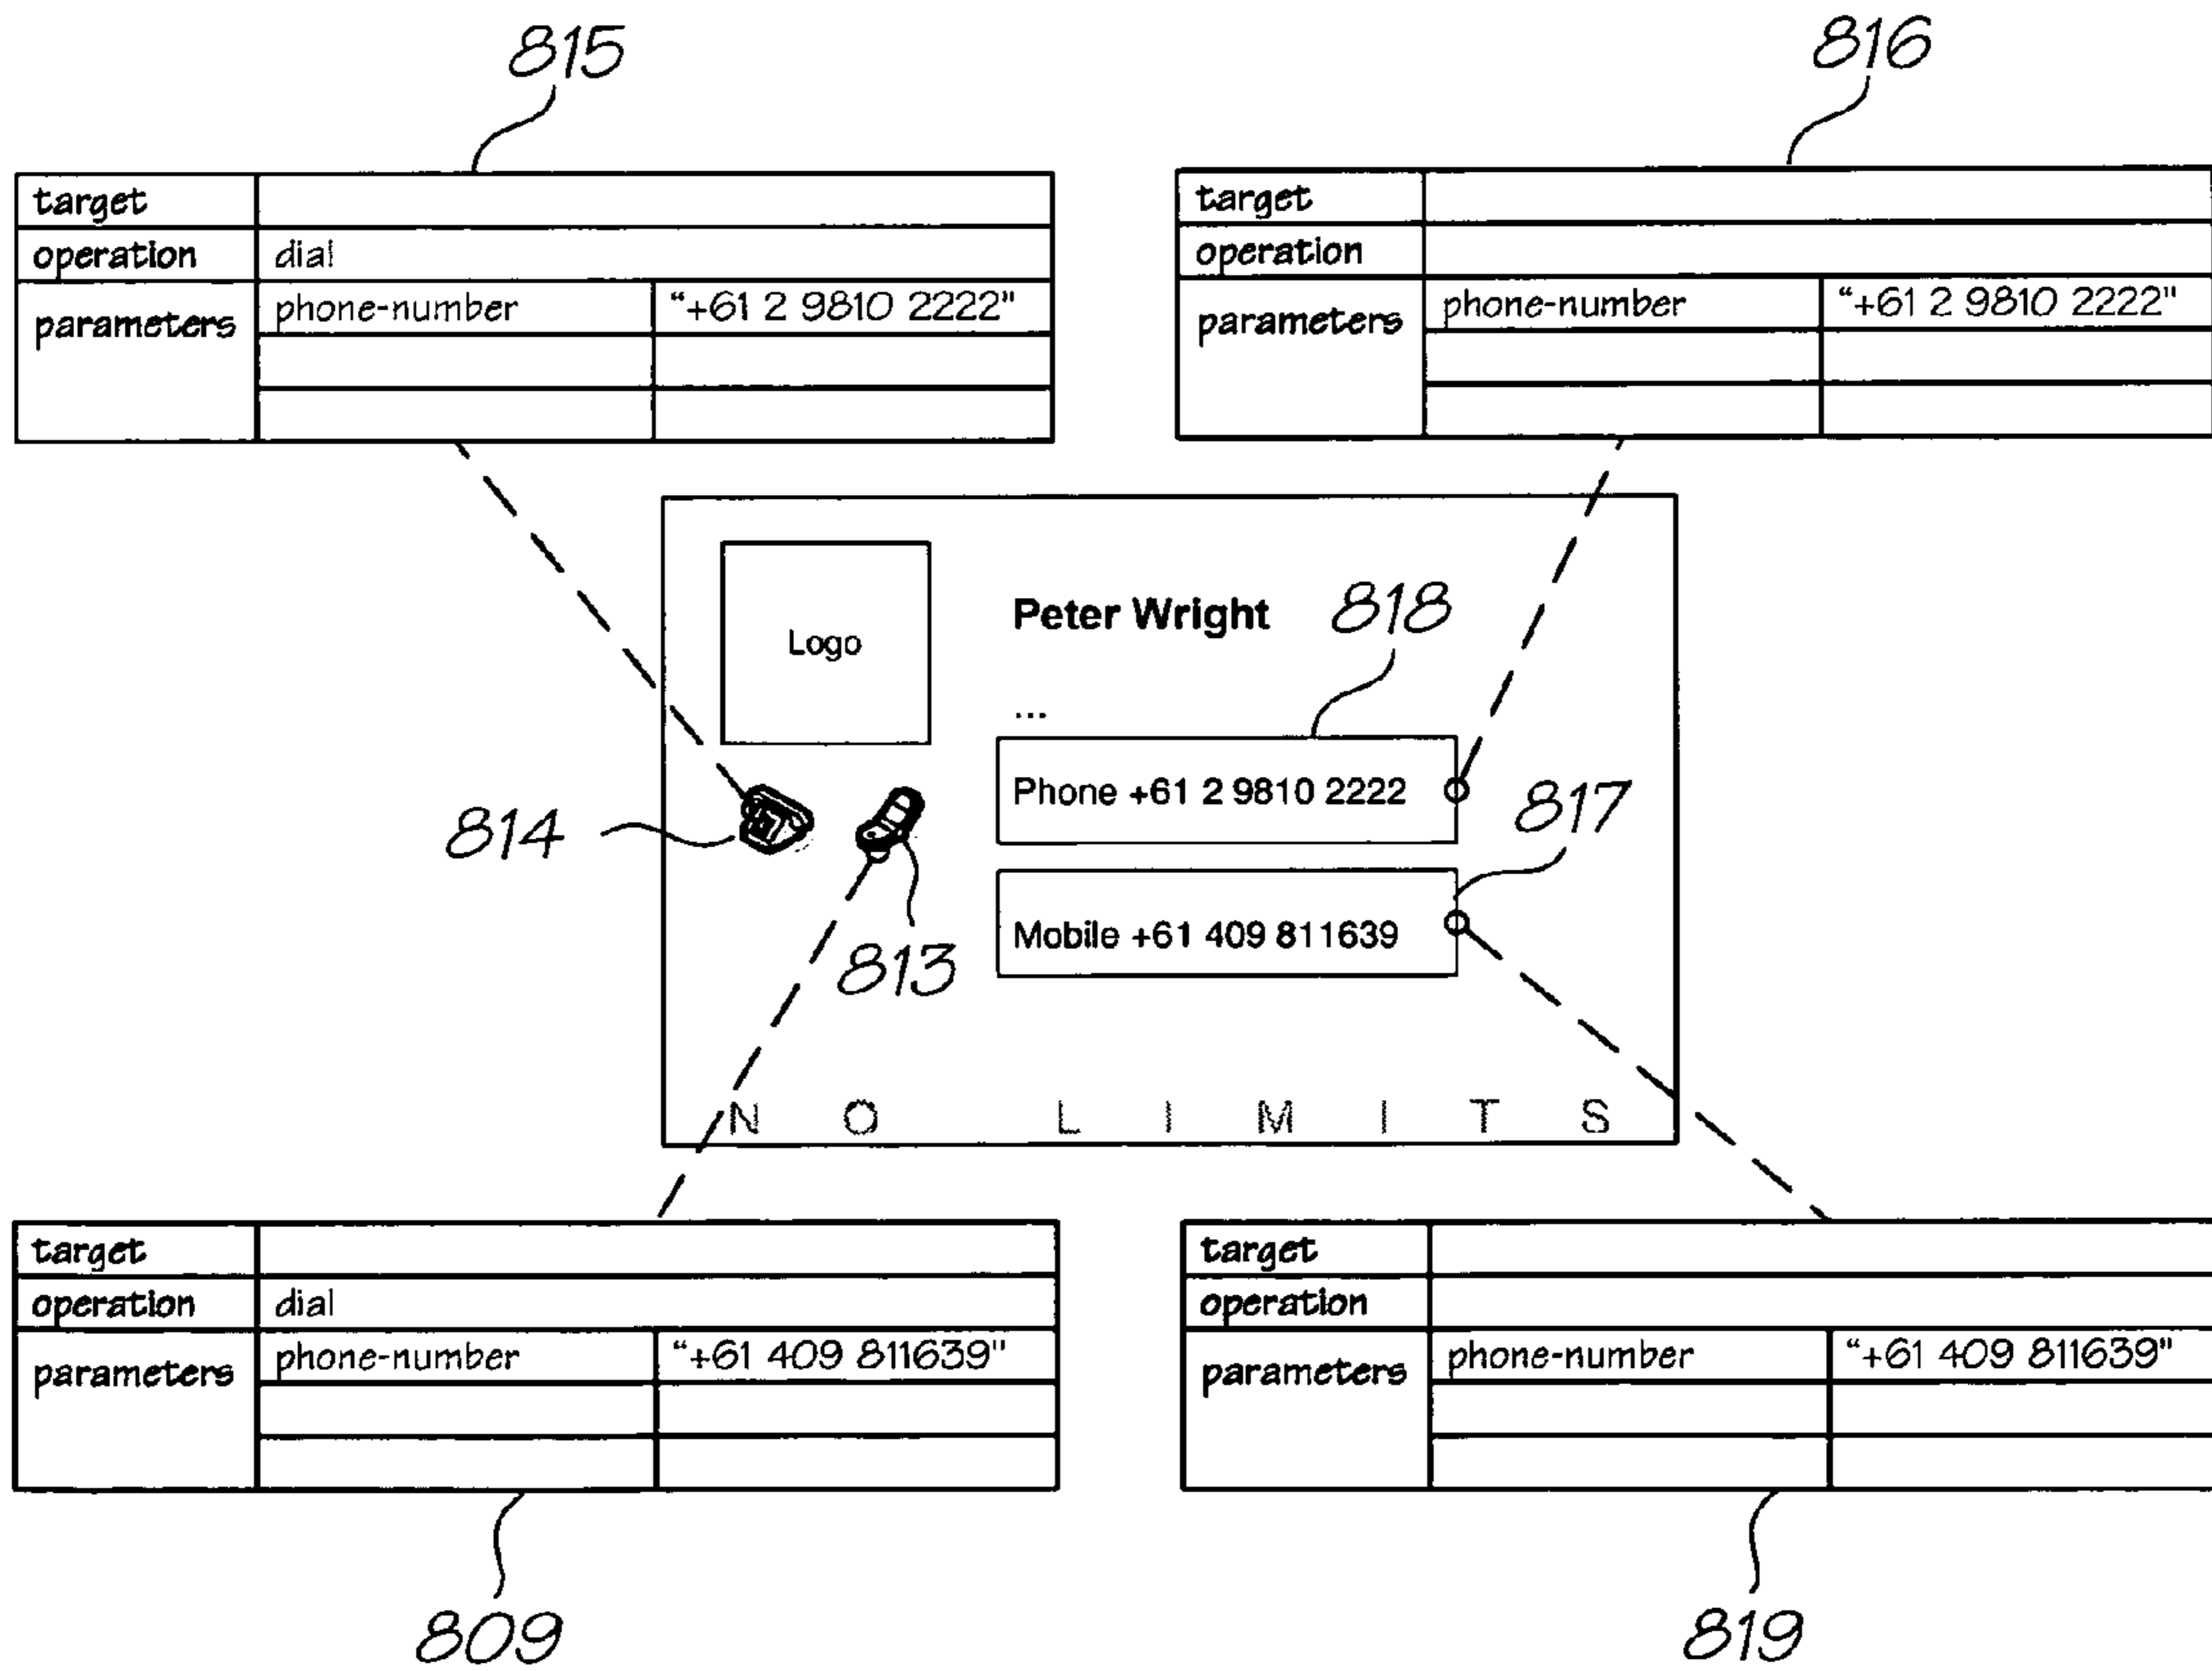 815
816
target
operation dial
parameters phone-number "+61 2 9810 2222"
target
operation
parameters phone-number "+61 2 9810 2222"
Logo
Peter Wright
818
...
Phone +61 2 9810 2222
817
814
Mobile +61 409 811639
813
N O L I M I T S
target
operation dial
parameters phone-number "+61 409 811639"
target
operation
parameters phone-number "+61 409 811639"
809
819